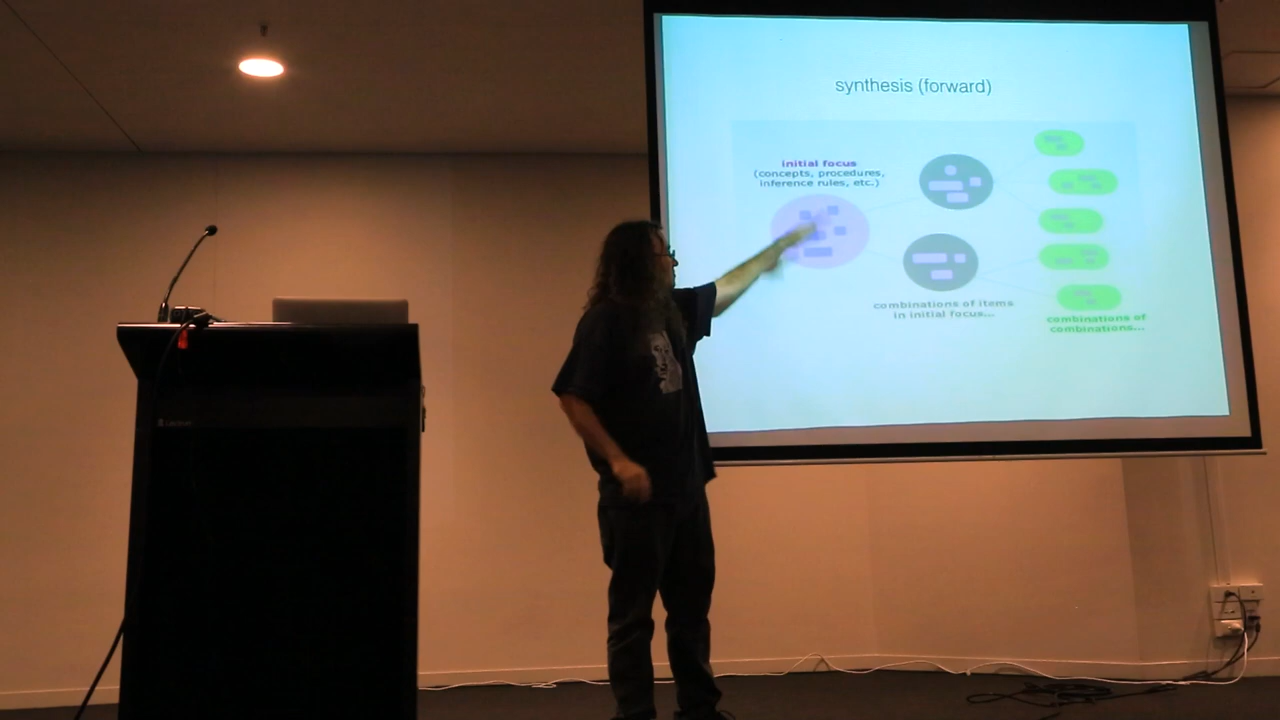 synthesis (forward)
initial focus
(concepts, procedures,
inference rules, etc.)
combinations of items
in initial focus...
combinations of
combinations...